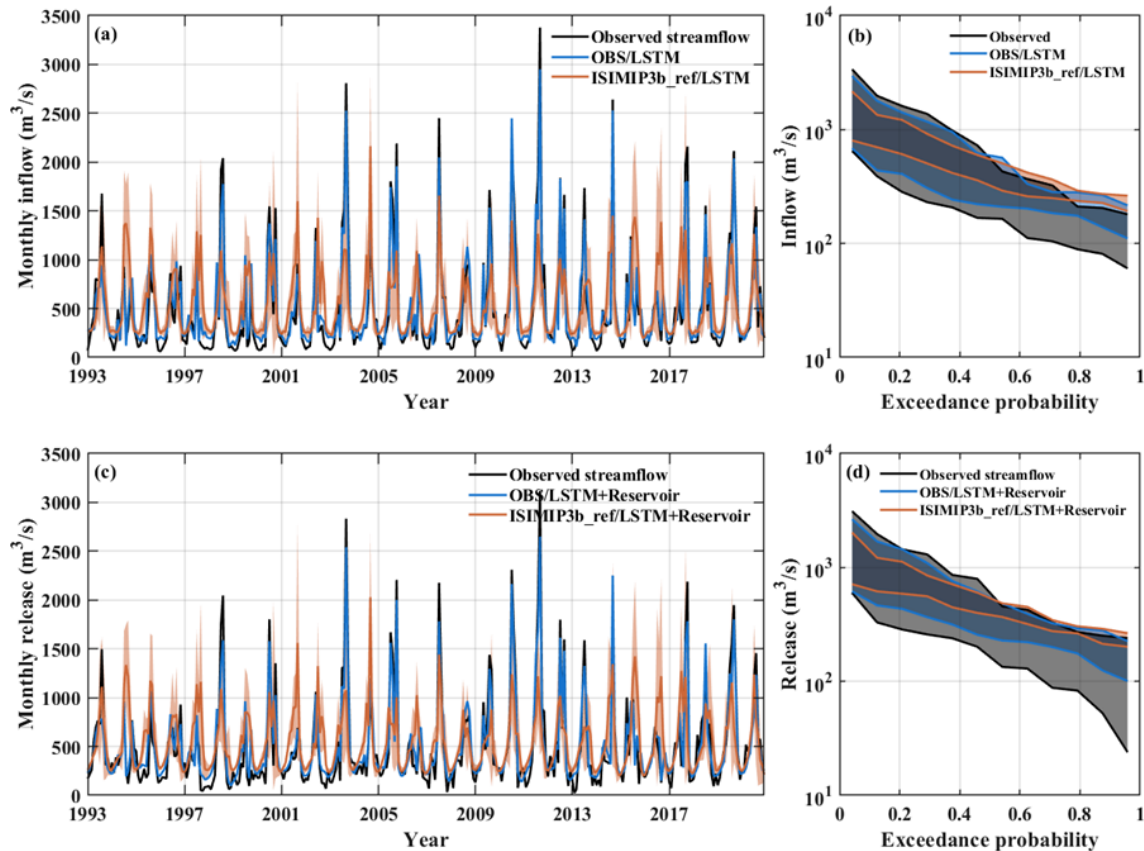 (a)
Observed streamflow
OBS/LSTM
ISIMIP3b_ref/LSTM
Monthly inflow (m³/s)
3500
3000
2500
2000
1500
1000
500
0
1993 1997 2001 2005 2009 2013 2017
Year
(b)
Observed
OBS/LSTM
ISIMIP3b_ref/LSTM
Inflow (m³/s)
10⁴
10³
10²
10¹
0 0.2 0.4 0.6 0.8 1
Exceedance probability
(c)
Observed streamflow
OBS/LSTM+Reservoir
ISIMIP3b_ref/LSTM+Reservoir
Monthly release (m³/s)
3500
3000
2500
2000
1500
1000
500
0
1993 1997 2001 2005 2009 2013 2017
Year
(d)
Observed streamflow
OBS/LSTM+Reservoir
ISIMIP3b_ref/LSTM+Reservoir
Release (m³/s)
10⁴
10³
10²
10¹
0 0.2 0.4 0.6 0.8 1
Exceedance probability